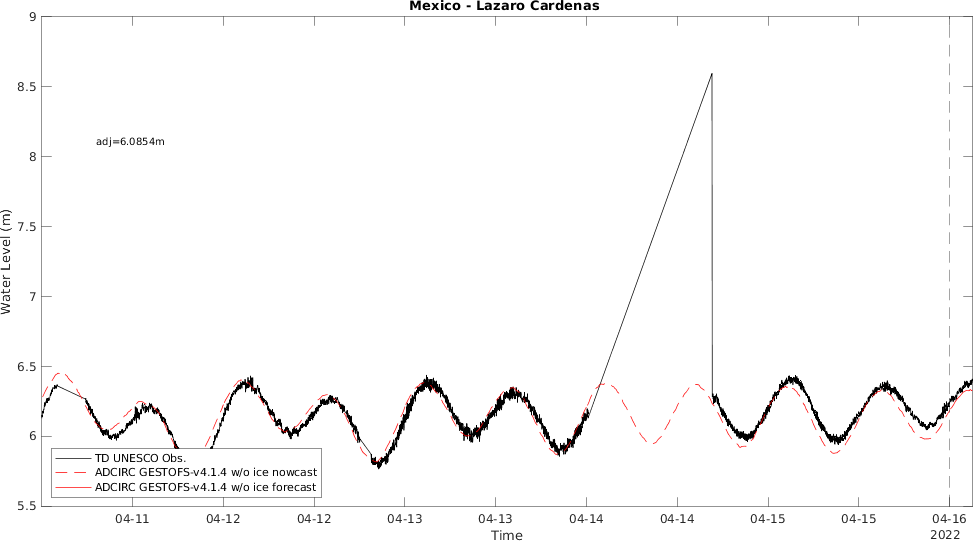 Mexico - Lazaro Cardenas
9
8.5
8
7.5
7
6.5
6
5.5
Water Level (m)
adj=6.0854m
TD UNESCO Obs.
ADCIRC GESTOFS-v4.1.4 w/o ice nowcast
ADCIRC GESTOFS-v4.1.4 w/o ice forecast
04-11 04-12 04-12 04-13 04-13 04-14 04-14 04-15 04-15 04-16
Time 2022